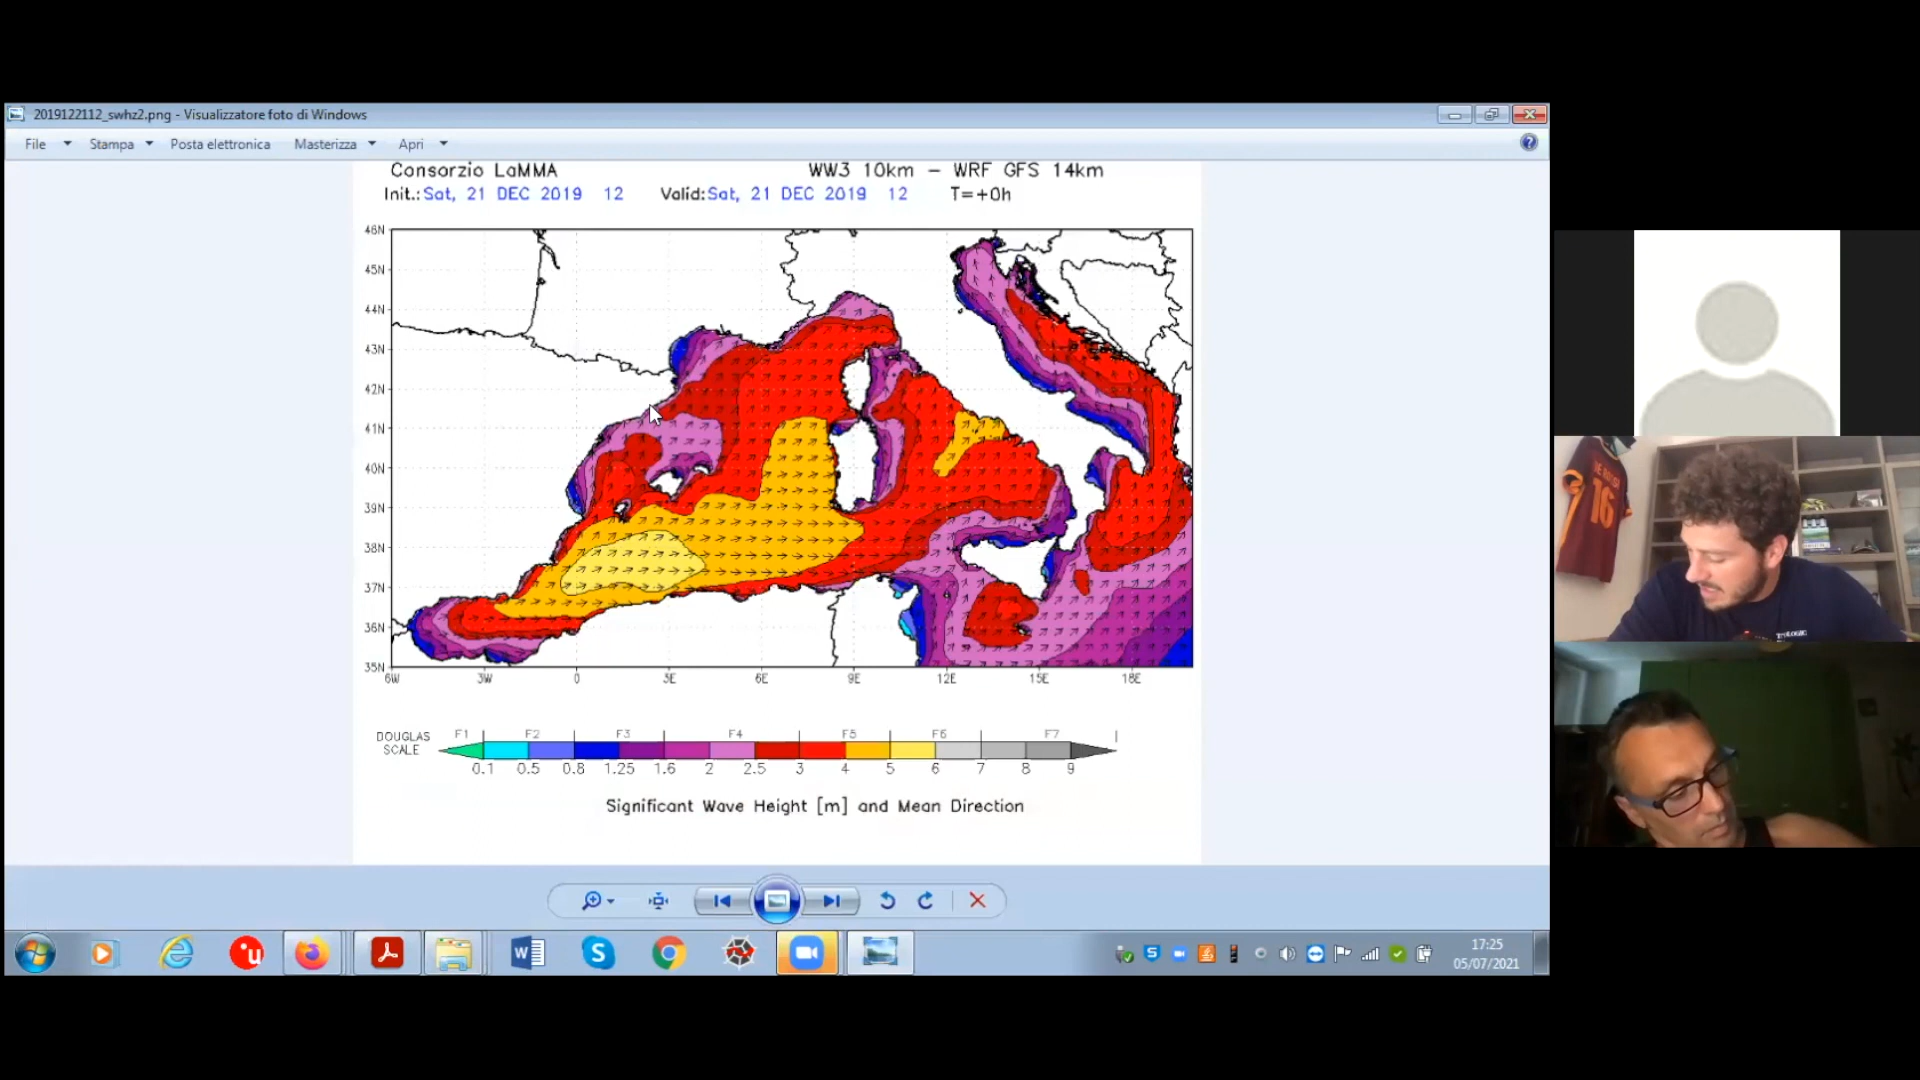 2019122112_swhz2.png - Visualizzatore foto di Windows
File Stampa Posta elettronica Masterizza Apri
Consorzio LaMMA WW3 10km - WRF GFS 14km
Init.:Sat, 21 DEC 2019 12 Valid:Sat, 21 DEC 2019 12 T=+0h
46N
45N
44N
43N
42N
41N
40N
39N
38N
37N
36N
35N
6W 3W 0 3E 6E 9E 12E 15E 18E
DOUGLAS SCALE
F1 F2 F3 F4 F5 F6 F7
0.1 0.5 0.8 1.25 1.6 2 2.5 3 4 5 6 7 8 9
Significant Wave Height [m] and Mean Direction
17:25
05/07/2021
16